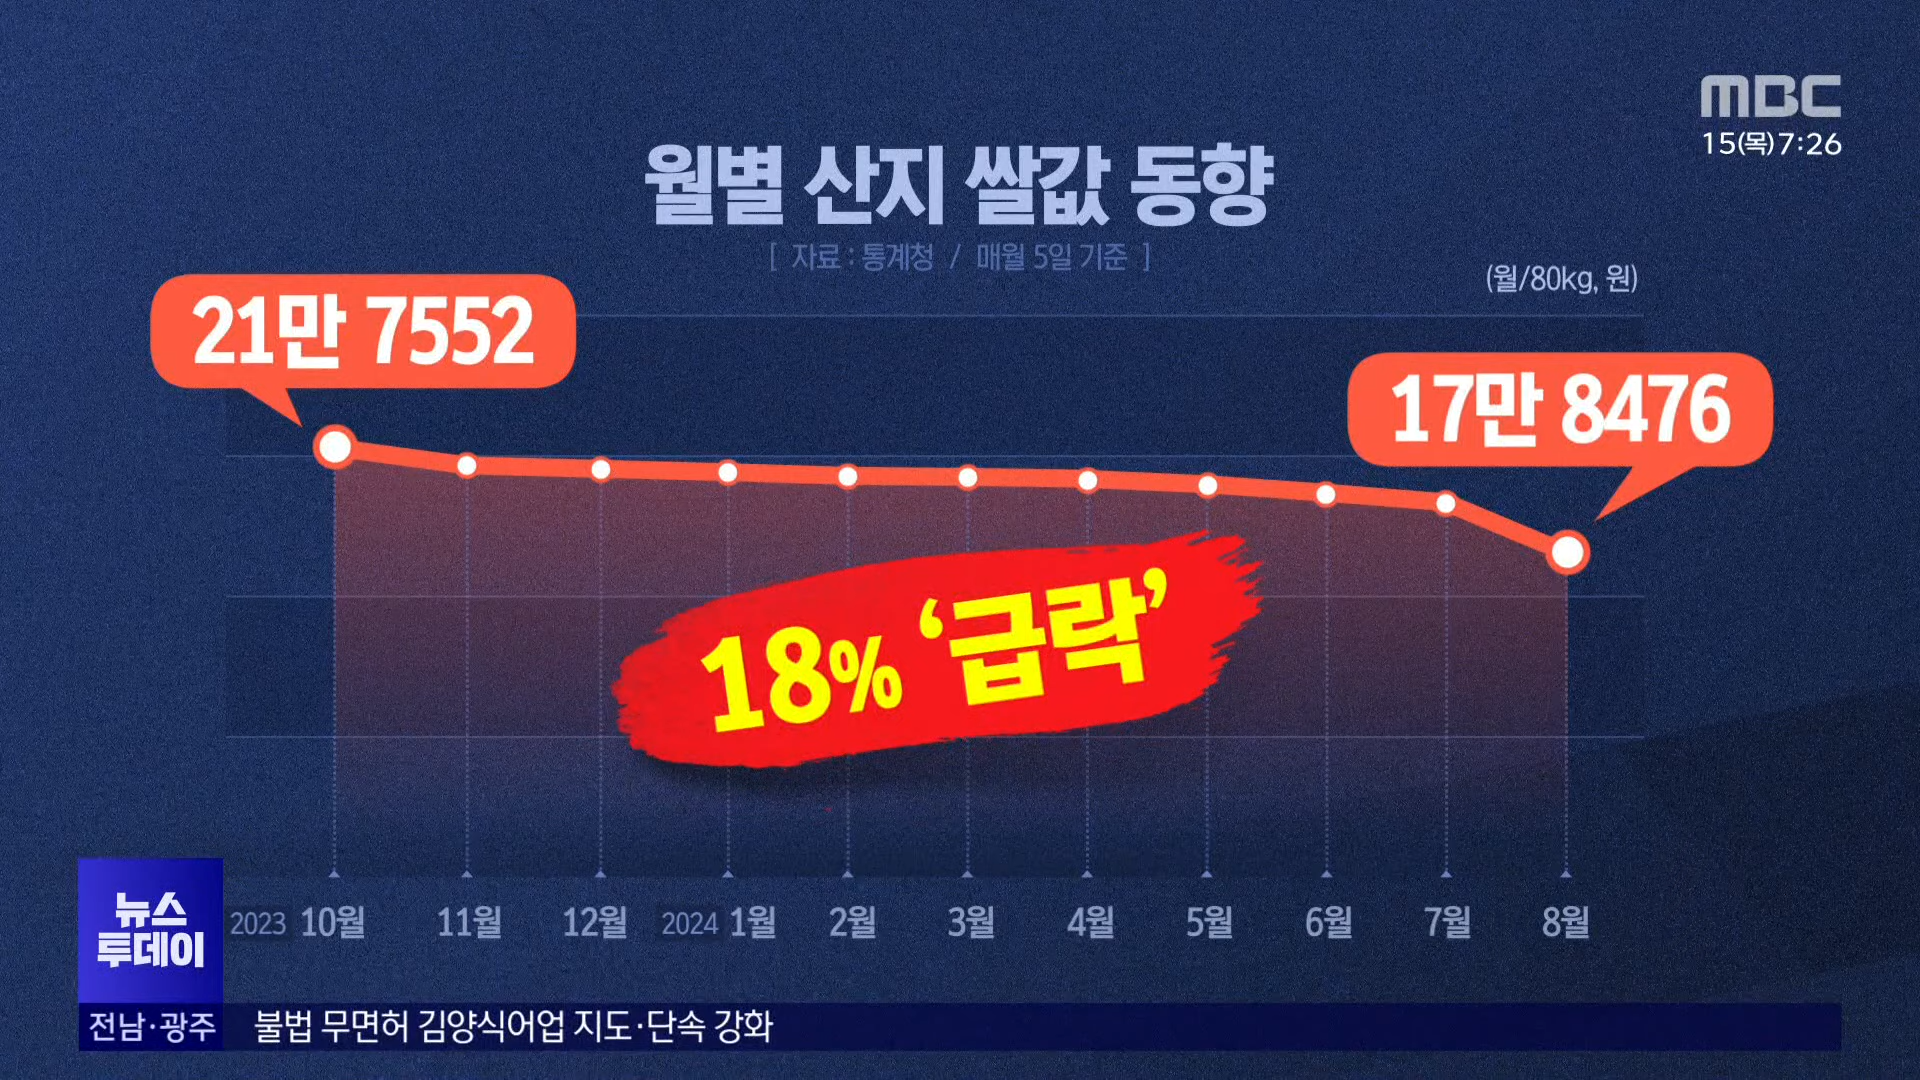 MBC
15(목)7:26
월별 산지 쌀값 동향
[ 자료 : 통계청 / 매월 5일 기준 ]
(월/80kg, 원)
21만 7552
17만 8476
18% ‘급락’
2023 10월 11월 12월 2024 1월 2월 3월 4월 5월 6월 7월 8월
뉴스
투데이
전남·광주 불법 무면허 김양식어업 지도·단속 강화